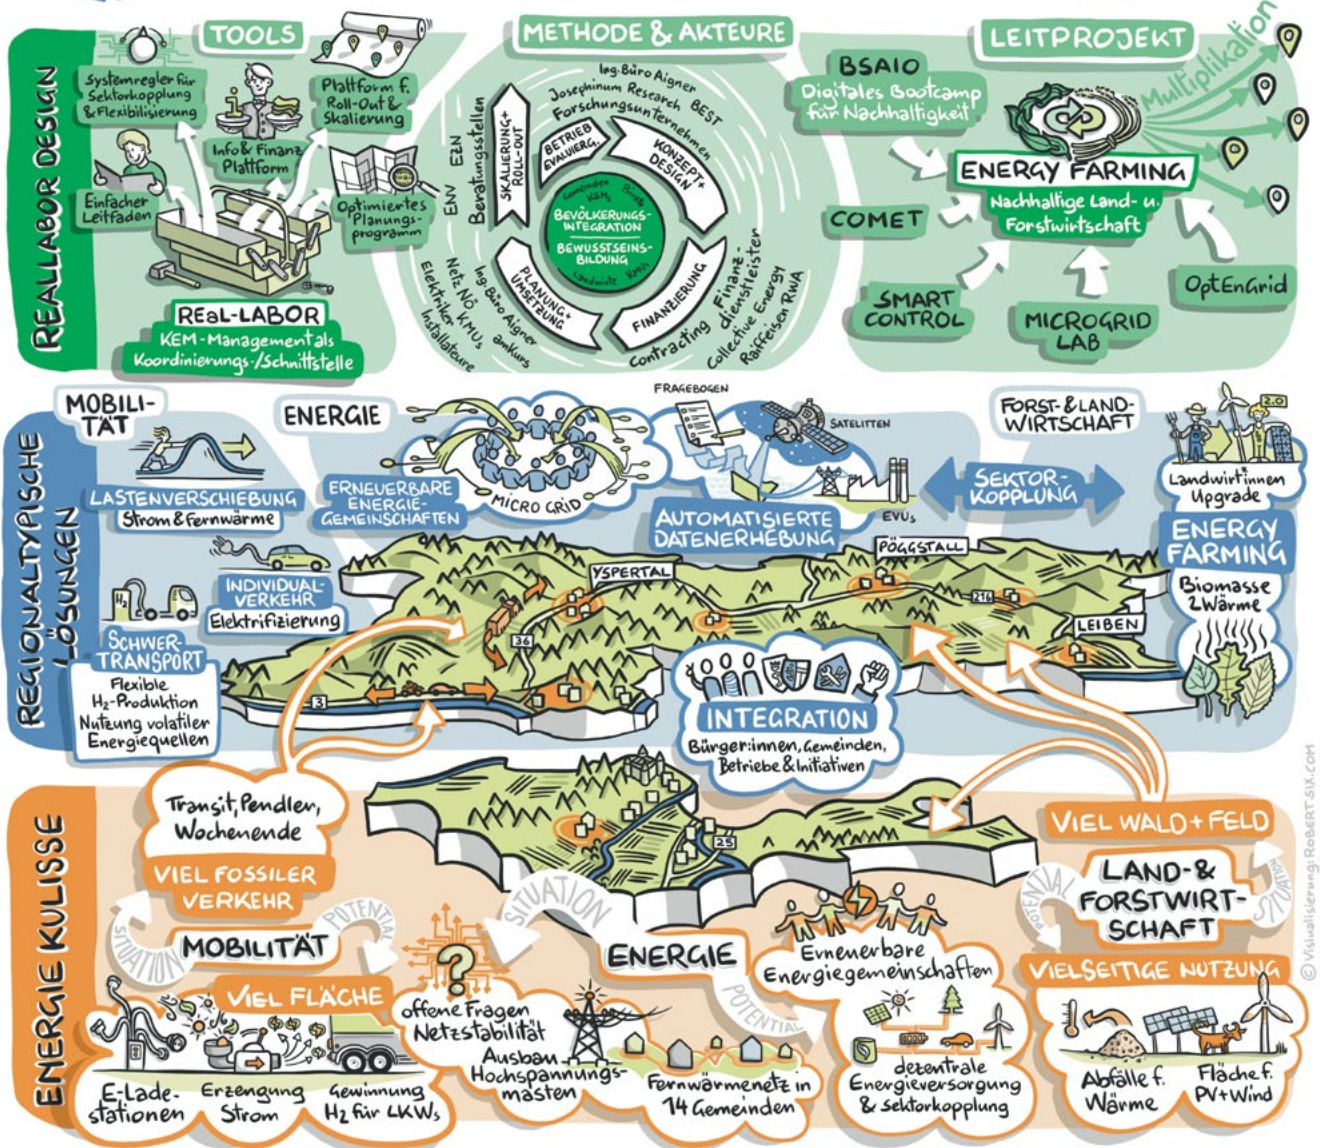 REALLABOR DESIGN
TOOLS
Systemregler für
Sektorkopplung
& Flexibilisierung
Info & Finanz
Plattform
Plattform f.
Roll-Out &
Skalierung
Einfacher
Leitfaden
Optimiertes
Planungs-
programm
REaL-LABOR
KEM-Management als
Koordinierungs-/Schnittstelle
METHODE & AKTEURE
Ing.Büro Aigner
Josephinum Research BEST
Forschungsunternehmen
ENV EZN
Beratungsstellen
SKALIERUNG+
ROLL-OUT
BETRIEB
EVALUIERG.
KONZEPT+
DESIGN
FINANZIERUNG
PLANUNG+
UMSETZUNG
Gemeinden Private
KEMs
BEVÖLKERUNGS-
INTEGRATION
BEWUSSTSEINS-
BILDUNG
Landwirte KMUs
Finanz-
dienstleister
Collective Energy
Raiffeisen RWA
Contracting
Ing-Büro Aigner
amkurs
Netz NÖ KMUs
Elektriker
Installateure
LEITPROJEKT
Multiplikation
BSAIO
Digitales Bootcamp
für Nachhaltigkeit
ENERGY FARMING
Nachhaltige Land- u.
Forstwirtschaft
COMET
SMART
CONTROL
MICROGRID
LAB
OptEnGrid
REGIONALTYPISCHE
LÖSUNGEN
MOBILI-
TÄT
LASTENVERSCHIEBUNG
Strom & Fernwärme
INDIVIDUAL-
VERKEHR
Elektrifizierung
H2
SCHWER-
TRANSPORT
Flexible
H2-Produktion
Nutzung volatiler
Energiequellen
ENERGIE
ERNEUERBARE
ENERGIE-
GEMEINSCHAFTEN
MICRO GRID
FRAGEBOGEN
SATELITTEN
EVUs
AUTOMATISIERTE
DATENERHEBUNG
SEKTOR-
KOPPLUNG
FORST-&LAND-
WIRTSCHAFT
2.0
Landwirt*innen
Upgrade
ENERGY
FARMING
Biomasse
2 Wärme
YSPERTAL
PÖGGSTALL
LEIBEN
36
216
3
INTEGRATION
Bürger:innen, Gemeinden,
Betriebe & Initiativen
25
ENERGIE KULISSE
Transit, Pendler,
Wochenende
VIEL FOSSILER
VERKEHR
SITUATION
MOBILITÄT
POTENTIAL
VIEL FLÄCHE
E-Lade-
stationen
Erzengung
Strom
Gewinnung
H2 für LKWs
?
offene Fragen
Netzstabilität
Ausbau
Hochspannungs-
masten
SITUATION
ENERGIE
POTENTIAL
Fernwärmenetz in
14 Gemeinden
Erneuerbare
Energiegemeinschaften
dezentrale
Energieversorgung
& Sektorkopplung
VIEL WALD + FELD
POTENTIAL
LAND-&
FORSTWIRT-
SCHAFT
SITUATION
VIELSEITIGE NUTZUNG
Abfälle f.
Wärme
Fläche f.
PV+Wind
© Visiualisierung: ROBERT SIX.COM